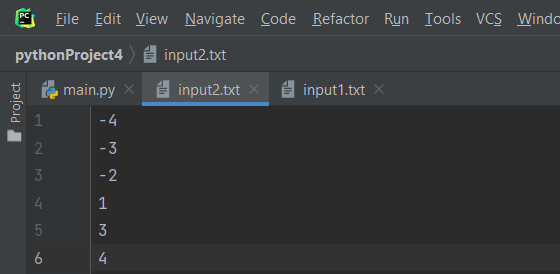 PC File Edit View Navigate Code Refactor Run Tools VCS W
pythonProject4 input2.txt
main.py input2.txt input1.txt
Project
1 -4
2 -3
3 -2
4 1
5 3
6 4